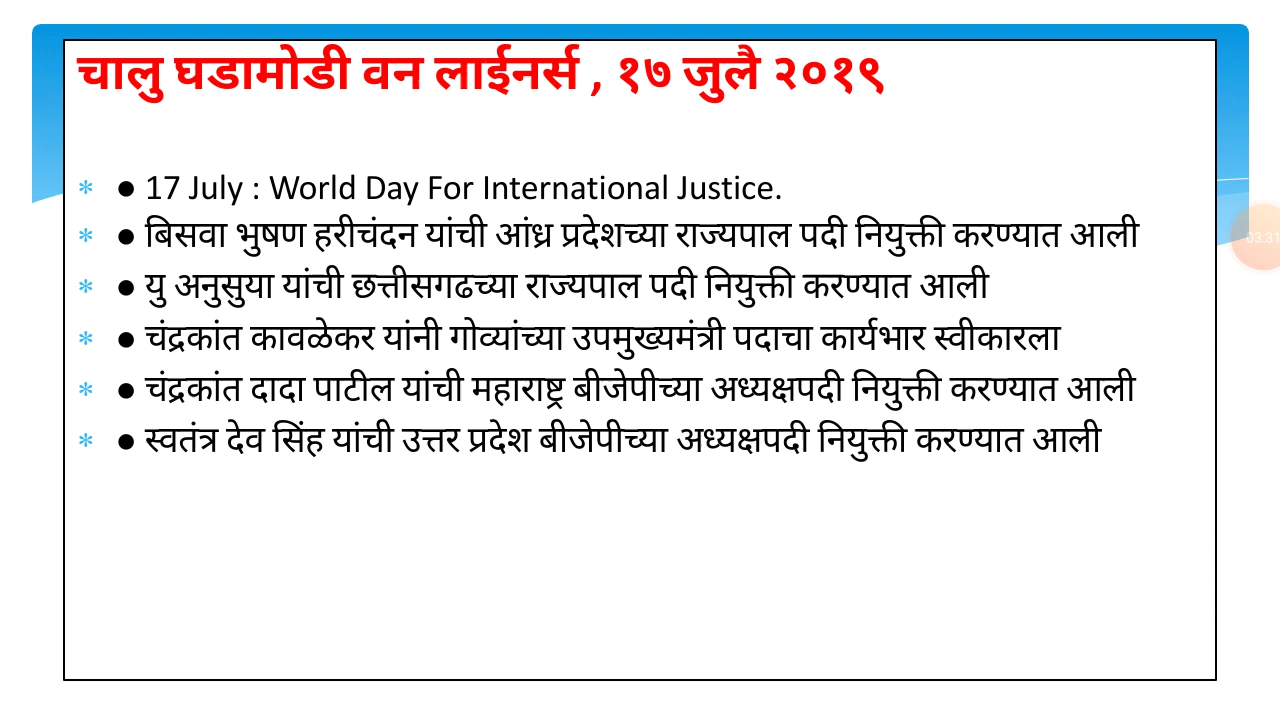 चालु घडामोडी वन लाईनर्स , १७ जुलै २०१९
* ● 17 July : World Day For International Justice.
* ● बिसवा भुषण हरीचंदन यांची आंध्र प्रदेशच्या राज्यपाल पदी नियुक्ती करण्यात आली
* ● यु अनुसुया यांची छत्तीसगढच्या राज्यपाल पदी नियुक्ती करण्यात आली
* ● चंद्रकांत कावळेकर यांनी गोव्यांच्या उपमुख्यमंत्री पदाचा कार्यभार स्वीकारला
* ● चंद्रकांत दादा पाटील यांची महाराष्ट्र बीजेपीच्या अध्यक्षपदी नियुक्ती करण्यात आली
* ● स्वतंत्र देव सिंह यांची उत्तर प्रदेश बीजेपीच्या अध्यक्षपदी नियुक्ती करण्यात आली
03:31